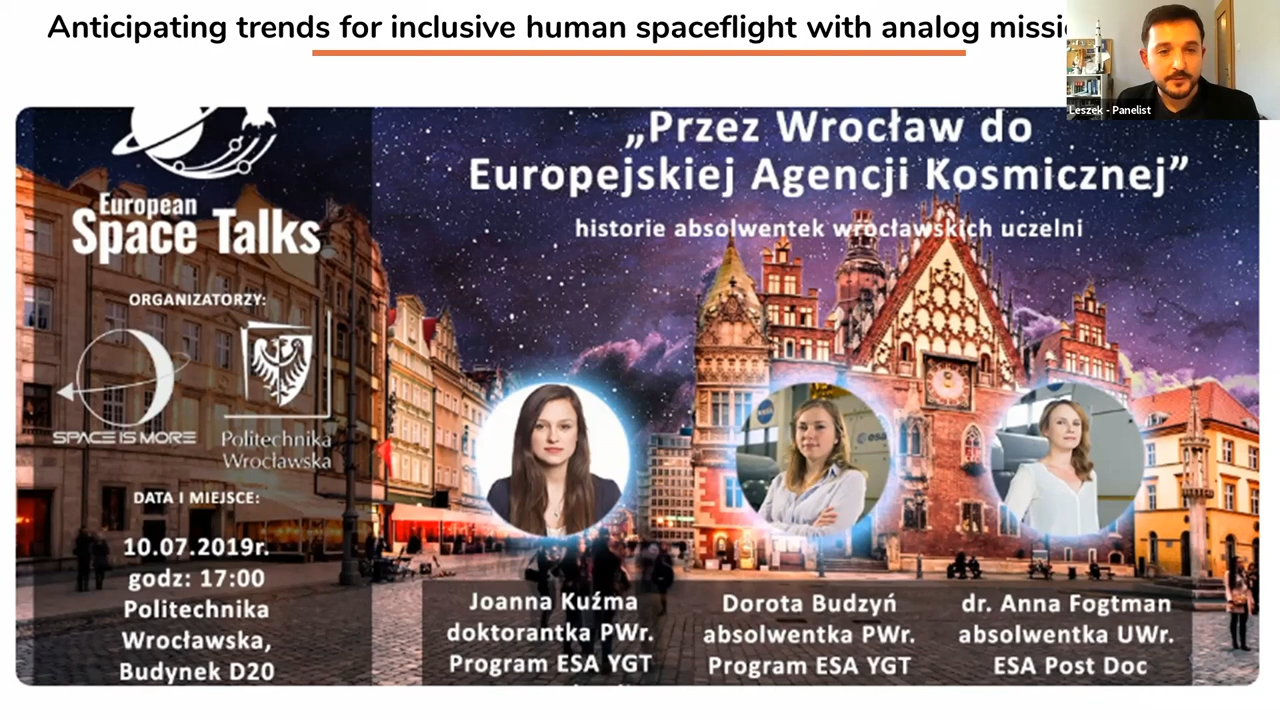 Anticipating trends for inclusive human spaceflight with analog
Leszek - Panelist
European
Space Talks
ORGANIZATORZY:
SPACE IS MORE
Politechnika
Wrocławska
DATA I MIEJSCE:
10.07.2019r.
godz: 17:00
Politechnika
Wrocławska,
Budynek D20
„Przez Wrocław do
Europejskiej Agencji Kosmicznej”
historie absolwentek wrocławskich uczelni
NASA
esa
Joanna Kuźma
doktorantka PWr.
Program ESA YGT
Dorota Budzyń
absolwentka PWr.
Program ESA YGT
dr. Anna Fogtman
absolwentka UWr.
ESA Post Doc